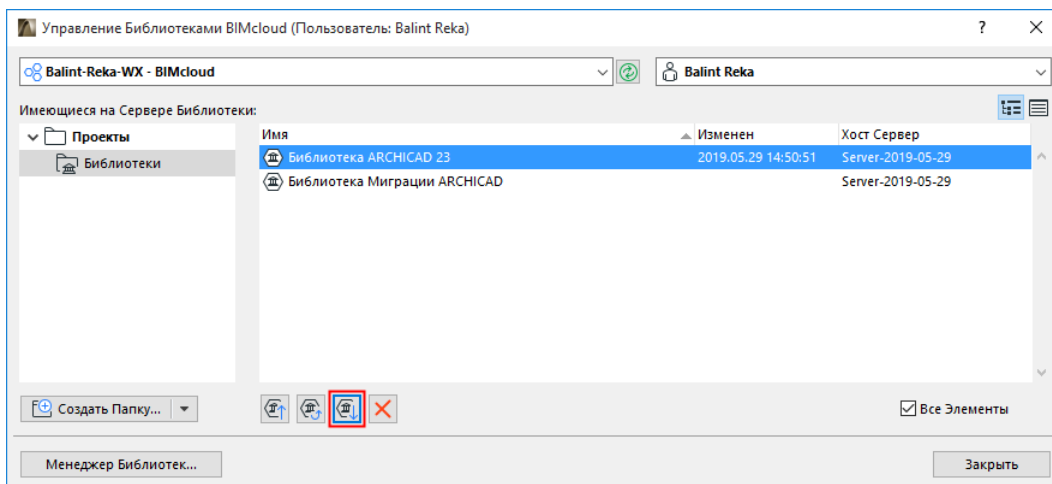 Управление Библиотеками BIMcloud (Пользователь: Balint Reka)
Balint-Reka-WX - BIMcloud
Balint Reka
Имеющиеся на Сервере Библиотеки:
Проекты
Библиотеки
Имя Изменен Хост Сервер
Библиотека ARCHICAD 23 2019.05.29 14:50:51 Server-2019-05-29
Библиотека Миграции ARCHICAD Server-2019-05-29
Создать Папку...
Все Элементы
Менеджер Библиотек...
Закрыть